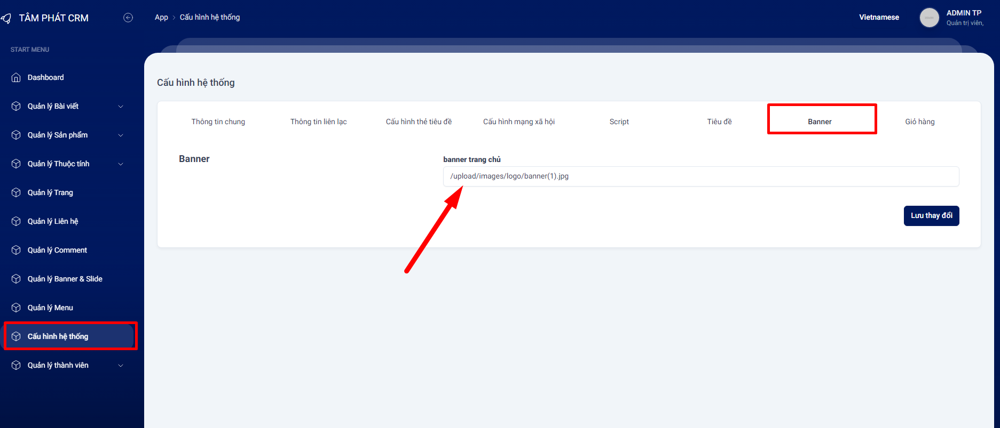 TÂM PHÁT CRM
App > Cấu hình hệ thống
Vietnamese
ADMIN TP
Quản trị viên,
START MENU
Dashboard
Quản lý Bài viết
Quản lý Sản phẩm
Quản lý Thuộc tính
Quản lý Trang
Quản lý Liên hệ
Quản lý Comment
Quản lý Banner & Slide
Quản lý Menu
Cấu hình hệ thống
Quản lý thành viên
Cấu hình hệ thống
Thông tin chung
Thông tin liên lạc
Cấu hình thẻ tiêu đề
Cấu hình mạng xã hội
Script
Tiêu đề
Banner
Giỏ hàng
Banner
banner trang chủ
/upload/images/logo/banner(1).jpg
Lưu thay đổi